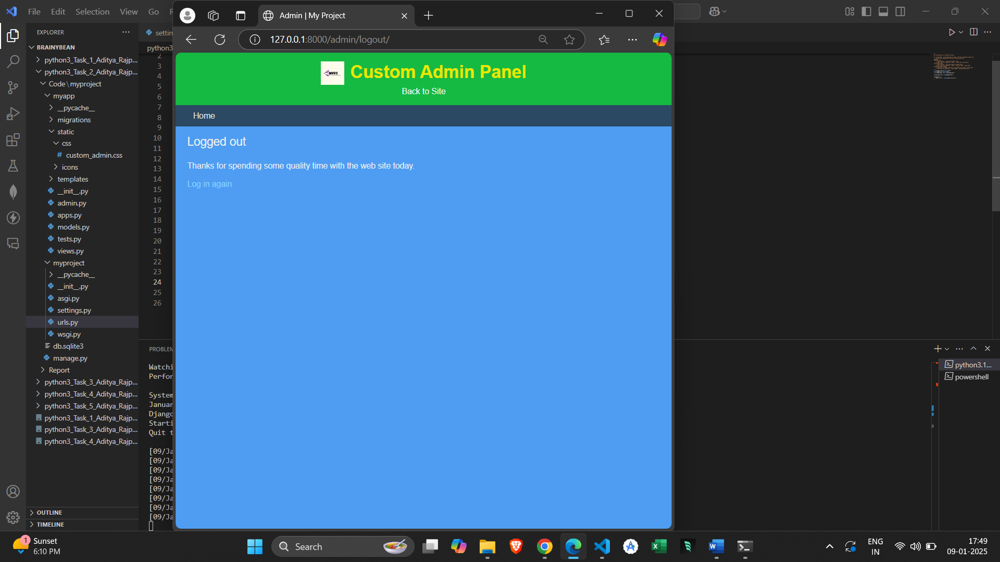 File Edit Selection View Go
EXPLORER
BRAINYBEAN
python3_Task_1_Aditya_Rajp...
python3_Task_2_Aditya_Rajp...
Code\myproject
myapp
__pycache__
migrations
static
css
# custom_admin.css
icons
templates
__init__.py
admin.py
apps.py
models.py
tests.py
views.py
myproject
__pycache__
__init__.py
asgi.py
settings.py
urls.py
wsgi.py
db.sqlite3
manage.py
Report
python3_Task_3_Aditya_Rajp...
python3_Task_4_Aditya_Rajp...
python3_Task_5_Aditya_Rajp...
python3_Task_1_Aditya_Rajp...
python3_Task_3_Aditya_Rajp...
python3_Task_4_Aditya_Rajp...
OUTLINE
TIMELINE
settin
python3
2
3
4
5
6
7
8
9
10
11
12
13
14
15
16
17
18
19
20
21
22
23
24
25
26
PROBLEM
Watchi
Perfor
System
Januar
Django
Starti
Quit t
[09/Ja
[09/Ja
[09/Ja
[09/Ja
[09/Ja
[09/Ja
[09/Ja
[09/Ja
Admin | My Project
127.0.0.1:8000/admin/logout/
MVRS
Custom Admin Panel
Back to Site
Home
Logged out
Thanks for spending some quality time with the web site today.
Log in again
python3.1...
powershell
1
Sunset
6:10 PM
Search
ENG
IN
17:49
09-01-2025